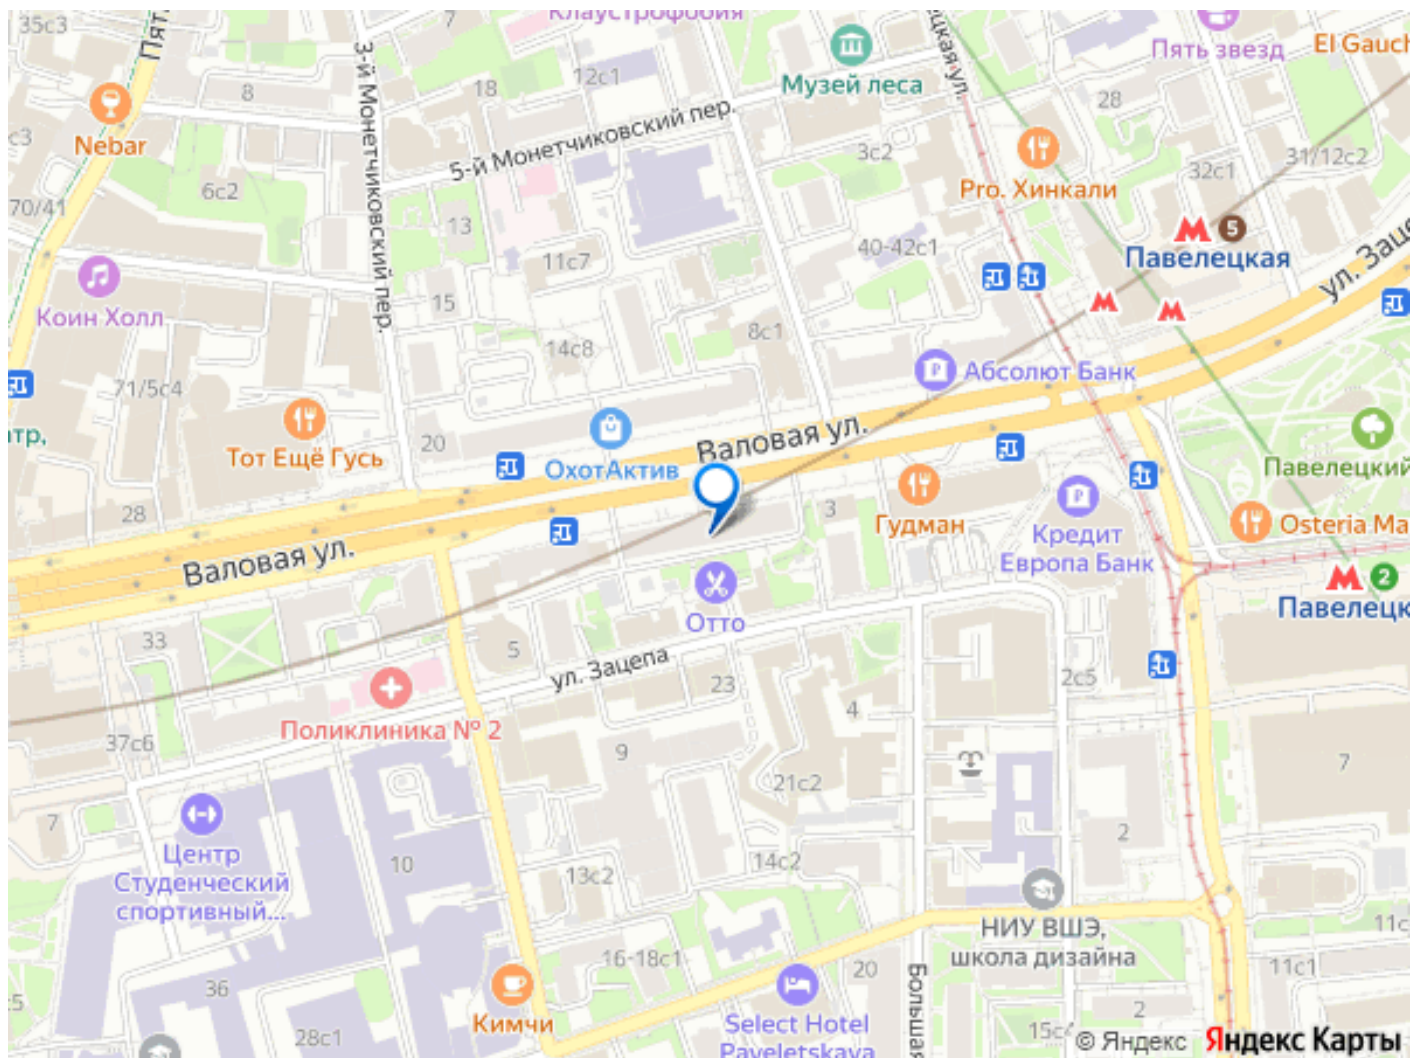 35с3
7
Клаустрофобия
Пять звезд
El Gauch
Музей леса
12с1
18
8
28
Nebar
5-й Монетчиковский пер.
3-й Монетчиковский пер.
3с2
31/12с2
32с1
6с2
Pro. Хинкали
70/41
13
5
Павелецкая
40-42с1
11с7
ул. Заце
Коин Холл
15
8с1
14с8
71/5с4
Абсолют Банк
Тот Ещё Гусь
20
Валовая ул.
ОхотАктив
атр,
Павелецкий
28
3
Гудман
Кредит
Европа Банк
Osteria Ma
Валовая ул.
2
Павелецк
Отто
33
5
ул. Зацепа
23
2с5
4
Поликлиника № 2
37с6
9
21с2
7
7
2
Центр
Студенческий
спортивный...
10
13с2
14с2
НИУ ВШЭ,
школа дизайна
11с
16-18с1
20
11с1
36
Кимчи
Большая
Select Hotel
Paveletskaya
2
28с1
© Яндекс Яндекс Карты